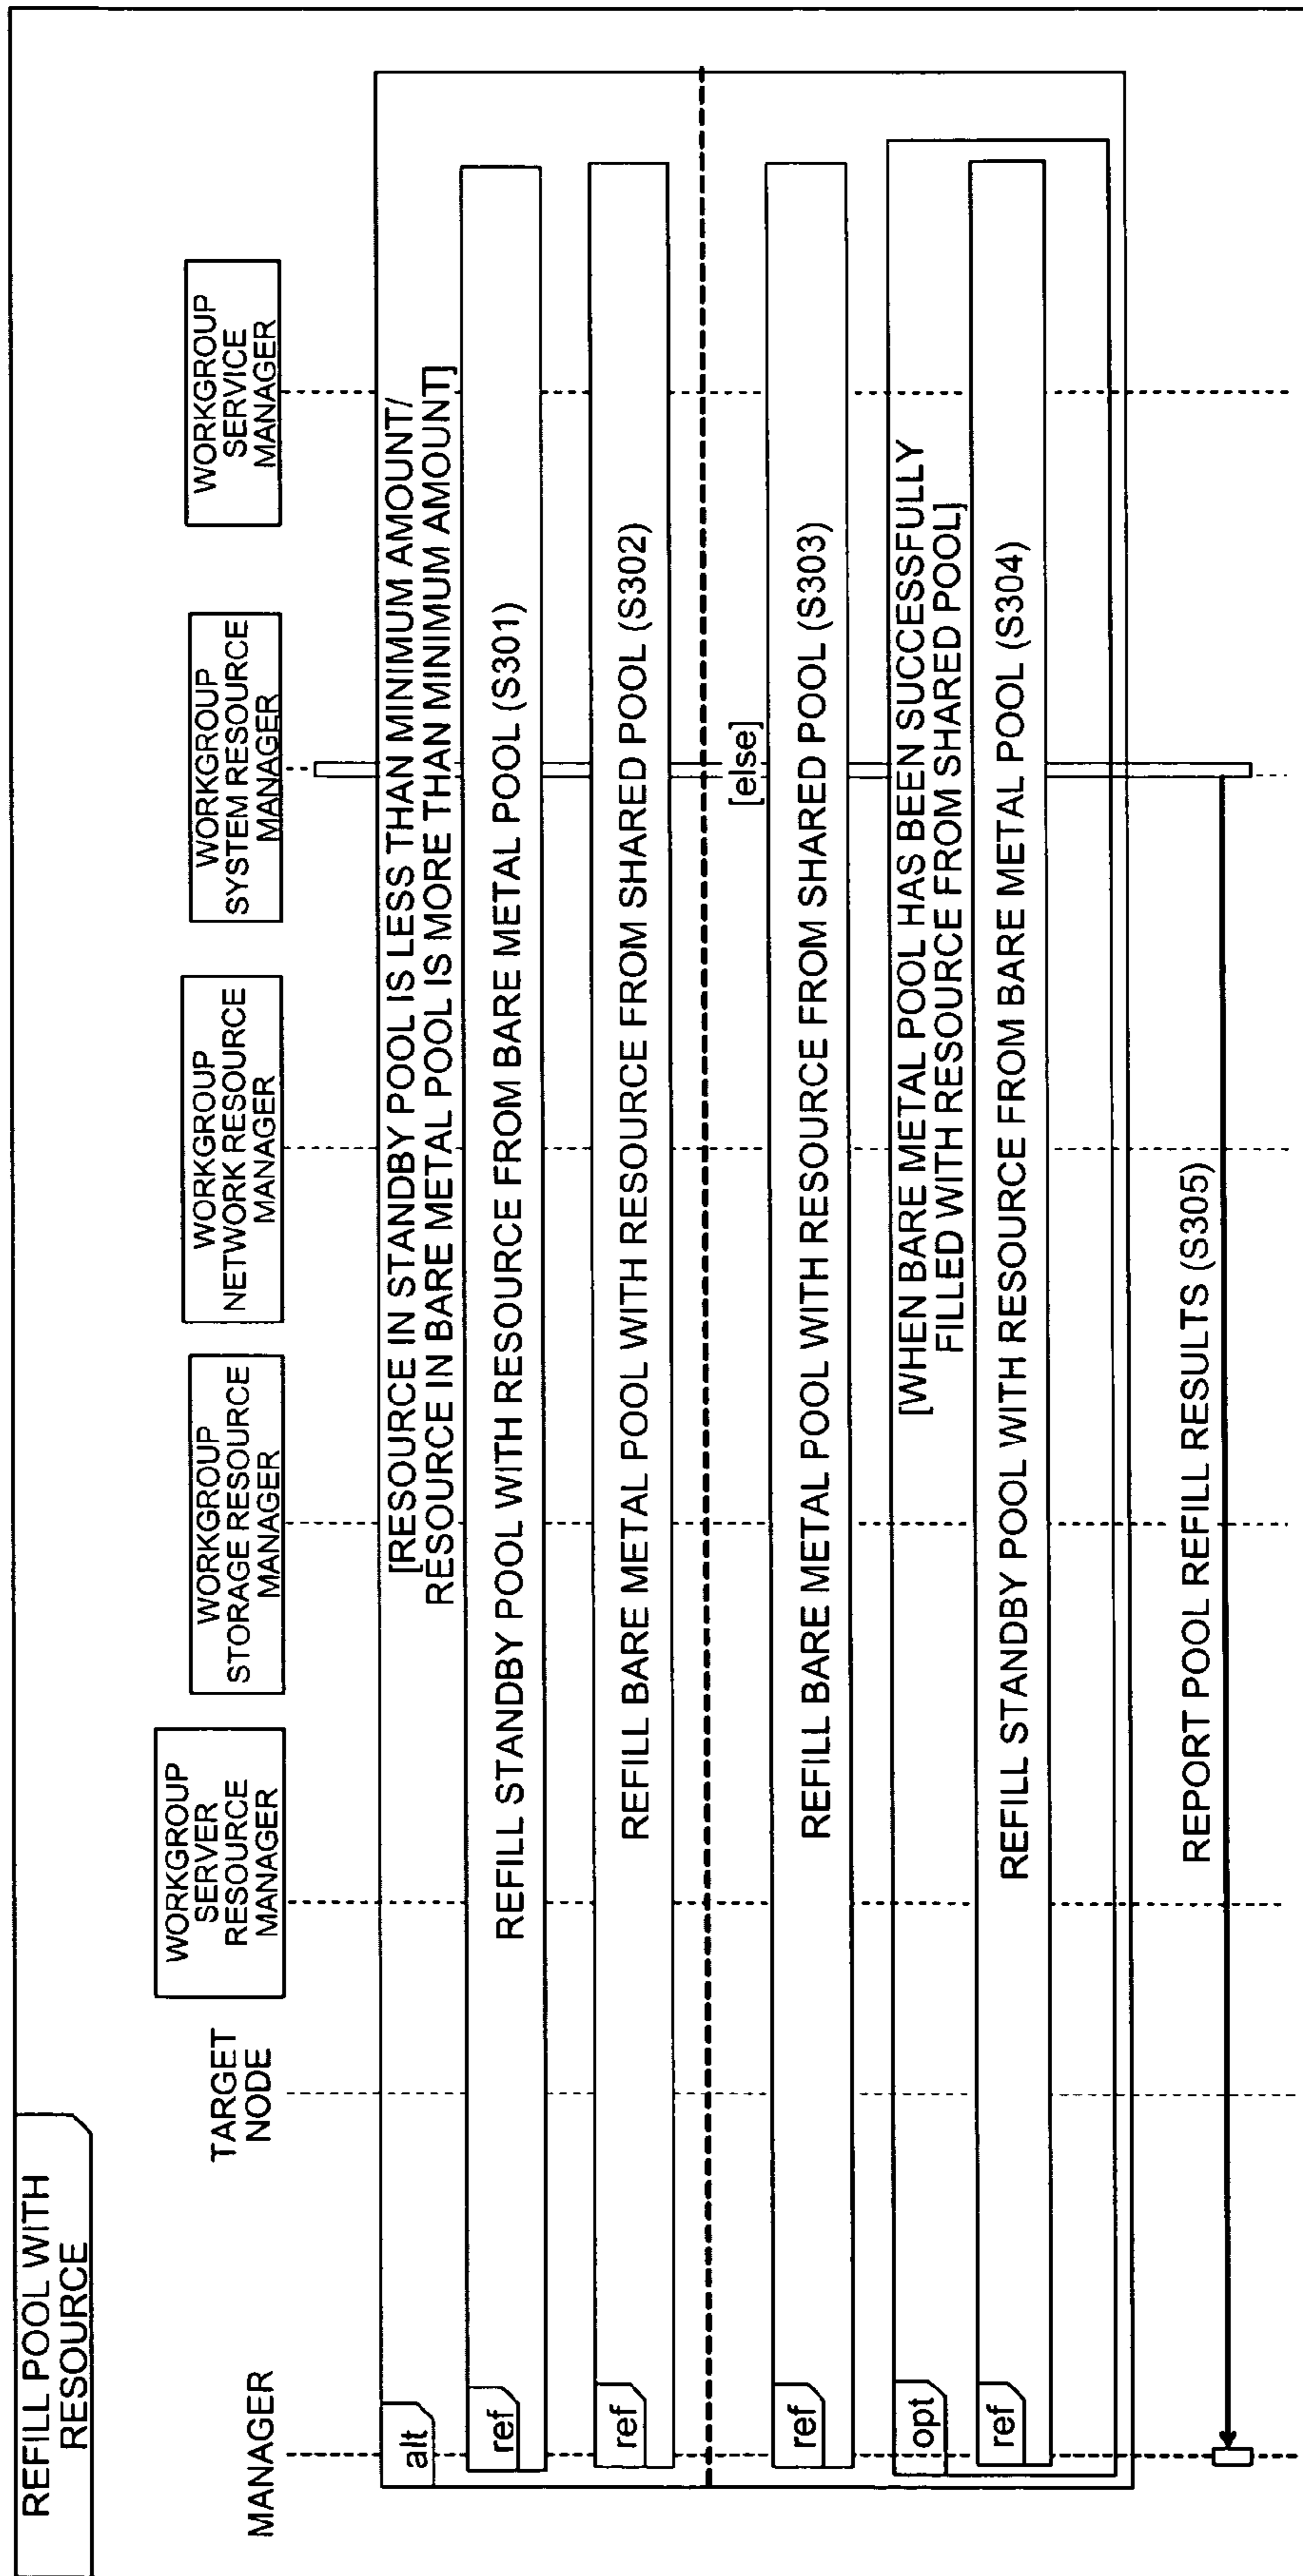 REFILL POOL WITH
RESOURCE
MANAGER
TARGET
NODE
WORKGROUP
SERVER
RESOURCE
MANAGER
WORKGROUP
STORAGE RESOURCE
MANAGER
WORKGROUP
NETWORK RESOURCE
MANAGER
WORKGROUP
SYSTEM RESOURCE
MANAGER
WORKGROUP
SERVICE
MANAGER
alt
[RESOURCE IN STANDBY POOL IS LESS THAN MINIMUM AMOUNT/
RESOURCE IN BARE METAL POOL IS MORE THAN MINIMUM AMOUNT]
ref
REFILL STANDBY POOL WITH RESOURCE FROM BARE METAL POOL (S301)
ref
REFILL BARE METAL POOL WITH RESOURCE FROM SHARED POOL (S302)
[else]
ref
REFILL BARE METAL POOL WITH RESOURCE FROM SHARED POOL (S303)
opt
[WHEN BARE METAL POOL HAS BEEN SUCCESSFULLY
FILLED WITH RESOURCE FROM SHARED POOL]
ref
REFILL STANDBY POOL WITH RESOURCE FROM BARE METAL POOL (S304)
REPORT POOL REFILL RESULTS (S305)